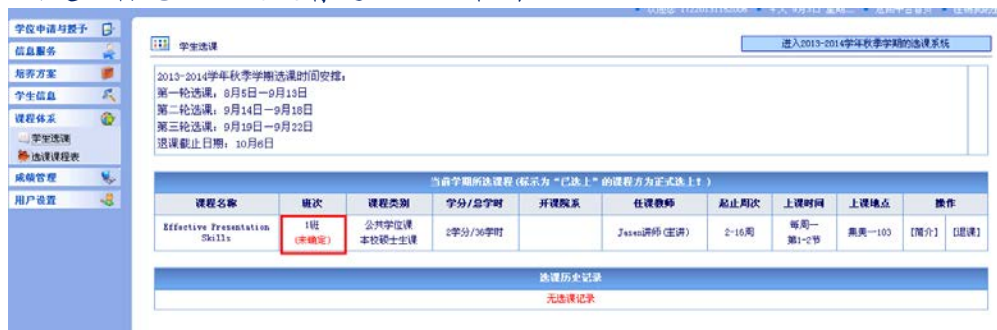 学位申请与授予
信息服务
培养方案
学生信息
课程体系
学生选课
选课课程表
成绩管理
用户设置
学生选课
进入2013-2014学年秋季学期的选课系统
2013-2014学年秋季学期选课时间安排：
第一轮选课：8月5日—9月13日
第二轮选课：9月14日—9月18日
第三轮选课：9月19日—9月22日
退课截止日期：10月6日
当前学期所选课程(标示为“已选上”的课程方为正式选上!)
课程名称 班次 课程类别 学分/总学时 开课院系 任课教师 起止周次 上课时间 上课地点 操作
Effective Presentation Skills 1班 (未确定) 公共学位课 本校硕士生课 2学分/36学时 Jasen讲师(主讲) 2-16周 每周一 第1-2节 集美一103 [简介] [退课]
选课历史记录
无选课记录